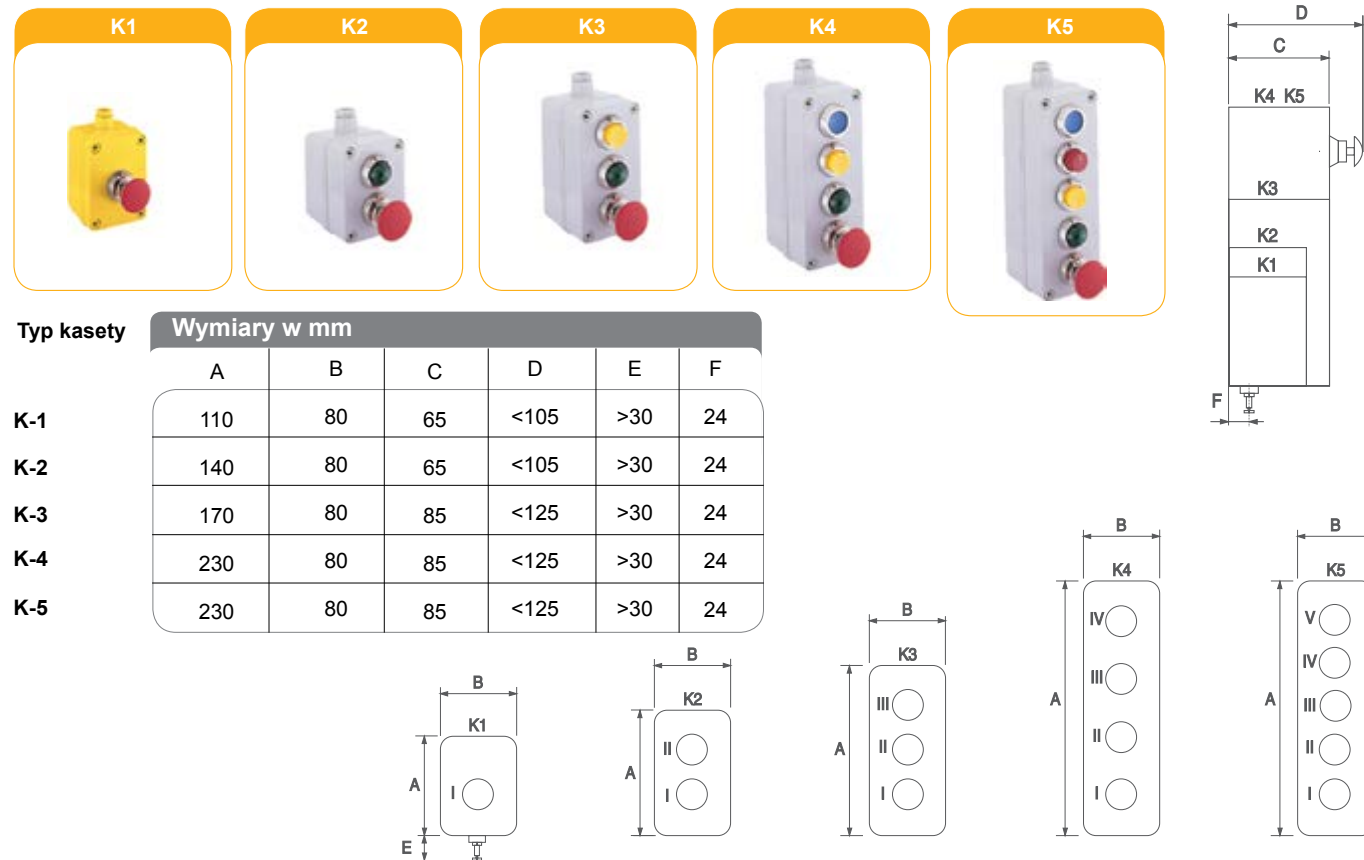 K1 K2 K3 K4 K5
D
C
K4 K5
K3
K2
K1
F
Typ kasety Wymiary w mm
A B C D E F
K-1 110 80 65 <105 >30 24
K-2 140 80 65 <105 >30 24
K-3 170 80 85 <125 >30 24
K-4 230 80 85 <125 >30 24
K-5 230 80 85 <125 >30 24
B
K1
A
I
E
B
K2
II
A
I
B
K3
III
A
II
I
B
K4
IV
III
A
II
I
B
K5
V
IV
III
A
II
I